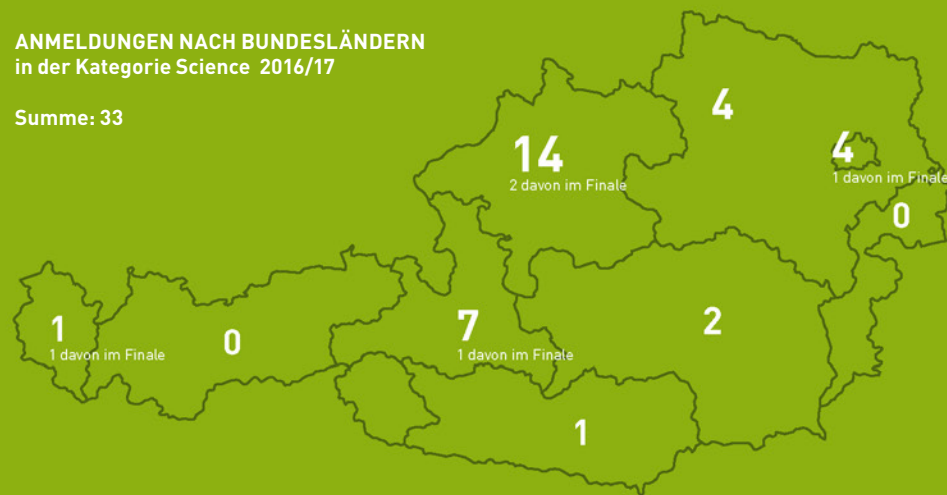 ANMELDUNGEN NACH BUNDESLÄNDERN
in der Kategorie Science 2016/17
Summe: 33
4
14
2 davon im Finale
4
1 davon im Finale
0
1
1 davon im Finale
0
7
1 davon im Finale
2
1